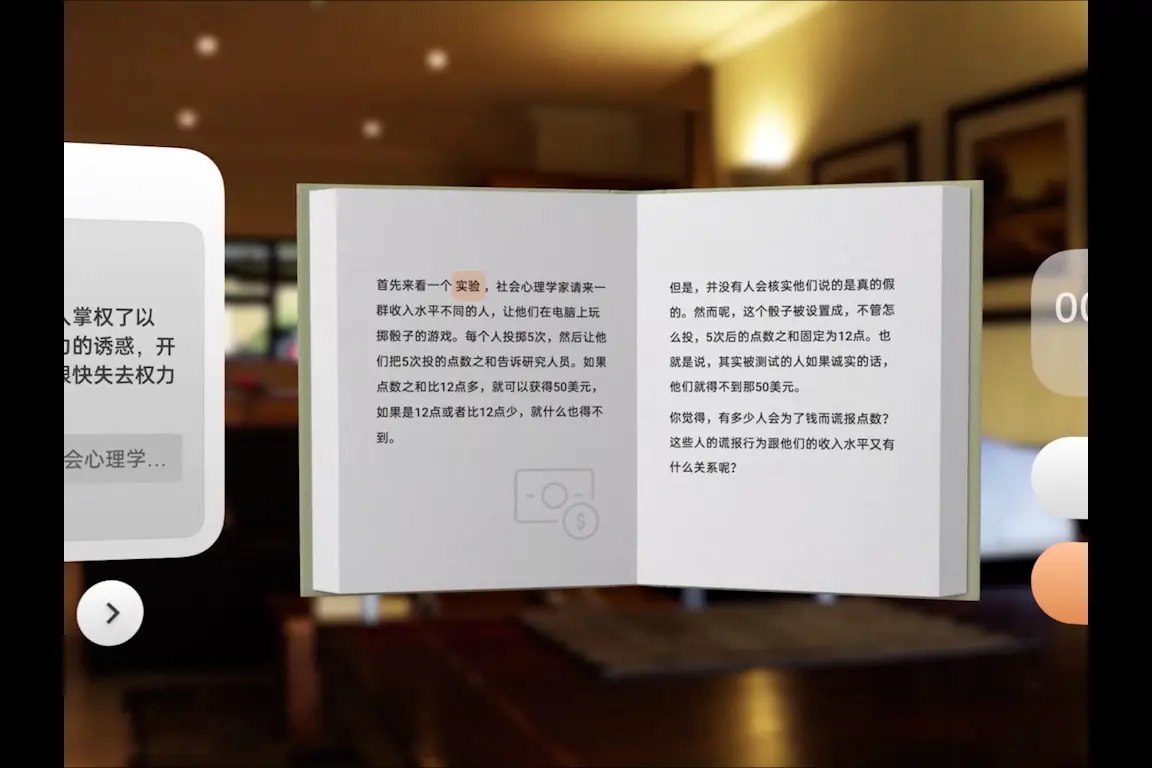 人掌权了以
力的诱惑，开
很快失去权力
会心理学…
首先来看一个 实验 ，社会心理学家请来一
群收入水平不同的人，让他们在电脑上玩
掷骰子的游戏。每个人投掷5次，然后让他
们把5次投的点数之和告诉研究人员。如果
点数之和比12点多，就可以获得50美元，
如果是12点或者比12点少，就什么也得不
到。
$
但是，并没有人会核实他们说的是真的假
的。然而呢，这个骰子被设置成，不管怎
么投，5次后的点数之和固定为12点。也
就是说，其实被测试的人如果诚实的话，
他们就得不到那50美元。
你觉得，有多少人会为了钱而谎报点数？
这些人的谎报行为跟他们的收入水平又有
什么关系呢？